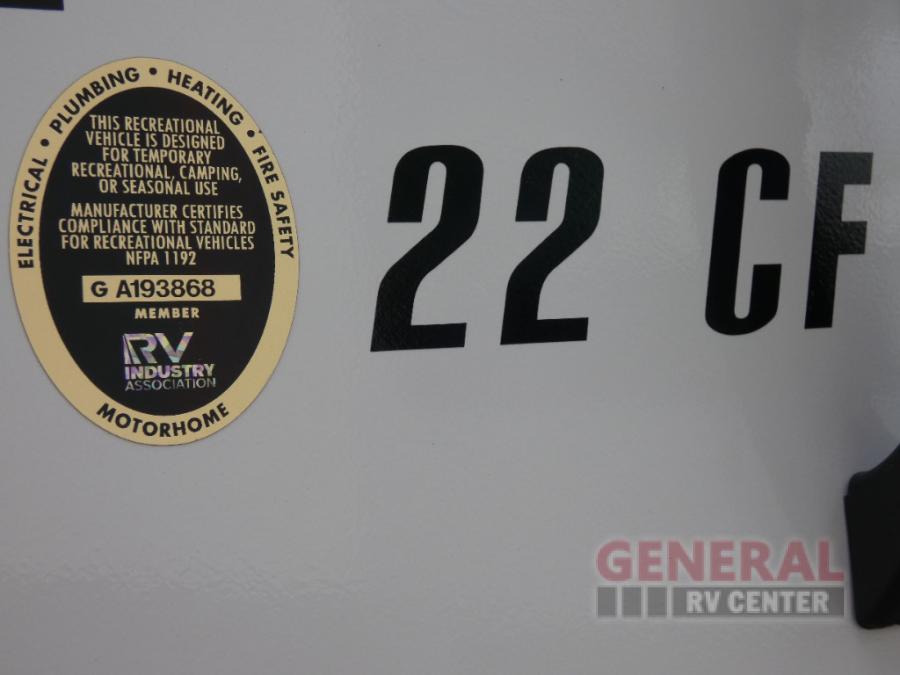 ELECTRICAL • PLUMBING • HEATING • FIRE SAFETY
THIS RECREATIONAL
VEHICLE IS DESIGNED
FOR TEMPORARY
RECREATIONAL, CAMPING,
OR SEASONAL USE
MANUFACTURER CERTIFIES
COMPLIANCE WITH STANDARD
FOR RECREATIONAL VEHICLES
NFPA 1192
G A193868
MEMBER
RV
INDUSTRY
ASSOCIATION
MOTORHOME
22 CF
GENERAL
RV CENTER